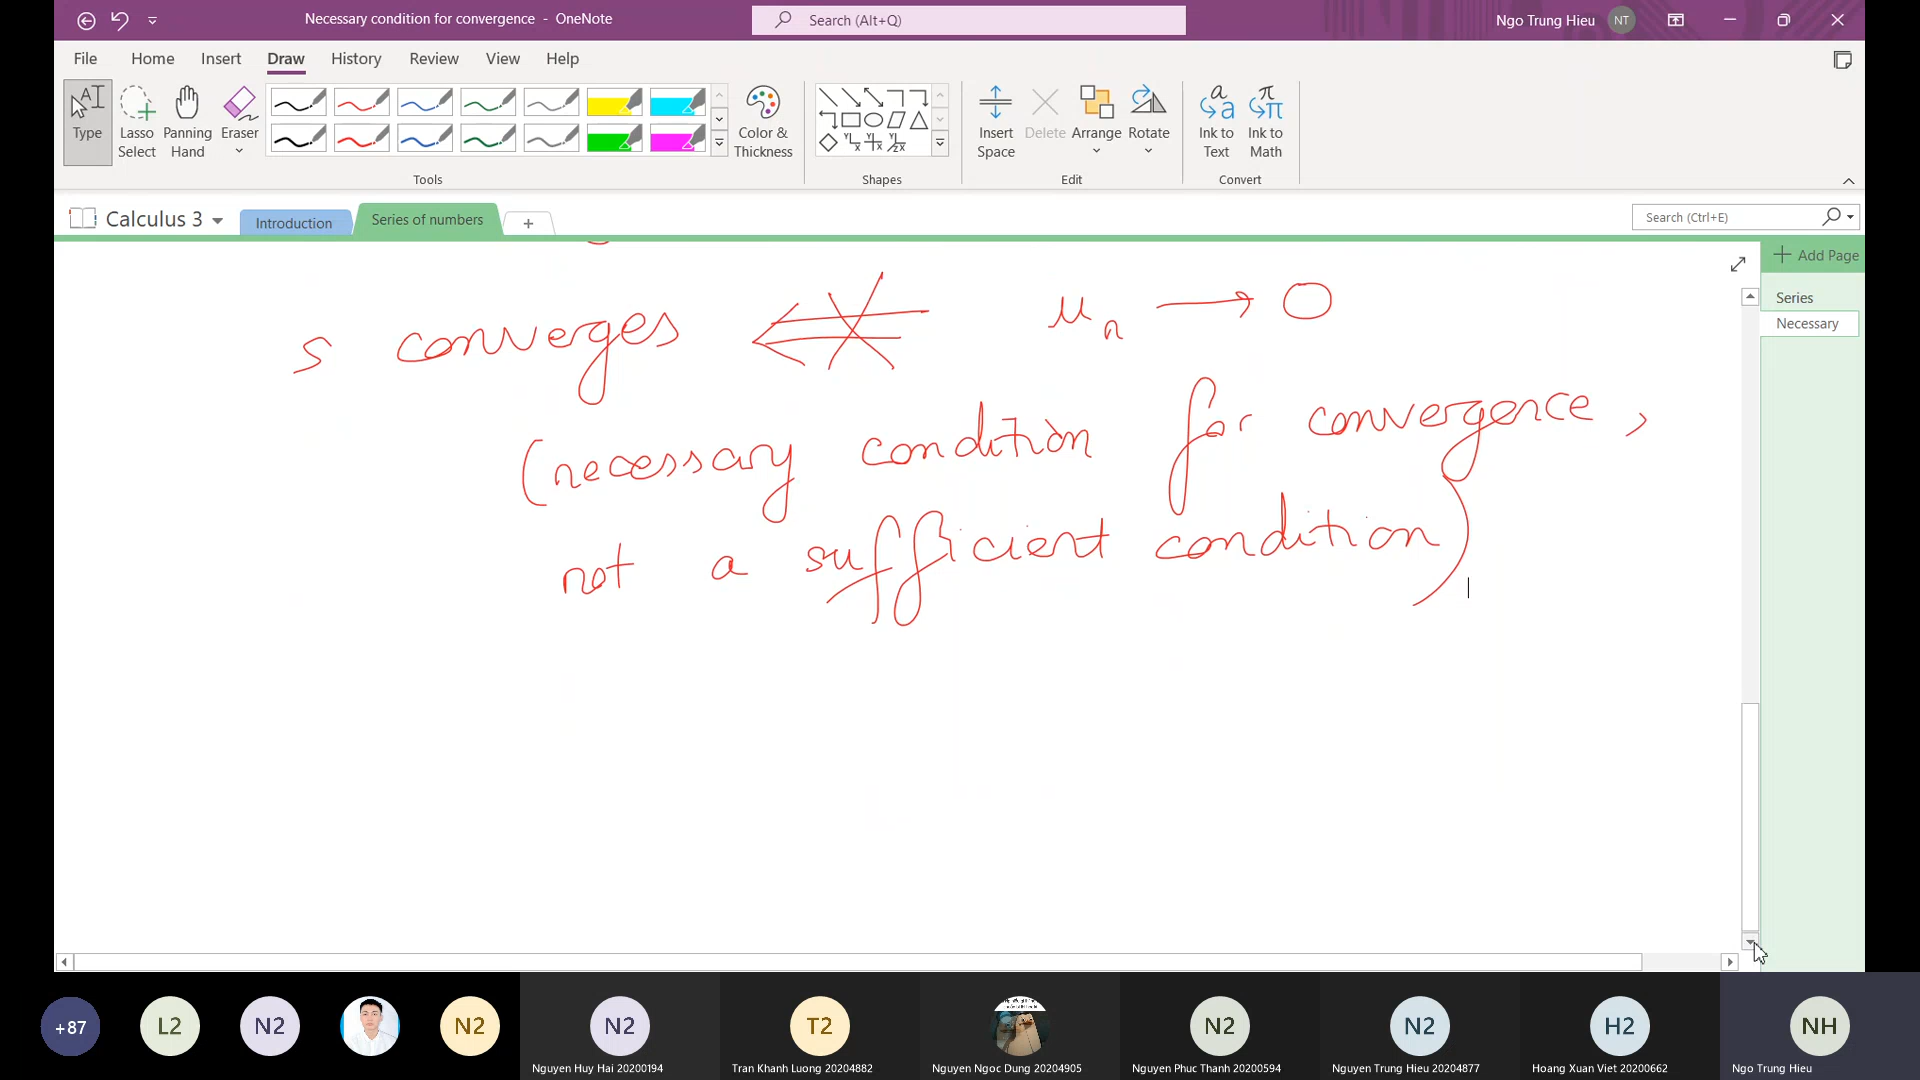 Necessary condition for convergence - OneNote
Search (Alt+Q)
Ngo Trung Hieu NT
File Home Insert Draw History Review View Help
Type
Lasso Select
Panning Hand
Eraser
Color & Thickness
Insert Space
Delete
Arrange
Rotate
Ink to Text
Ink to Math
Tools
Shapes
Edit
Convert
Calculus 3
Introduction
Series of numbers
Search (Ctrl+E)
Add Page
Series
Necessary
s converges ⇍ u_n → 0
(necessary condition for convergence,
not a sufficient condition)
+87 L2 N2 N2 N2 T2 N2 N2 H2 NH
Nguyen Huy Hai 20200194
Tran Khanh Luong 20204882
Nguyen Ngoc Dung 20204905
Nguyen Phuc Thanh 20200594
Nguyen Trung Hieu 20204877
Hoang Xuan Viet 20200662
Ngo Trung Hieu